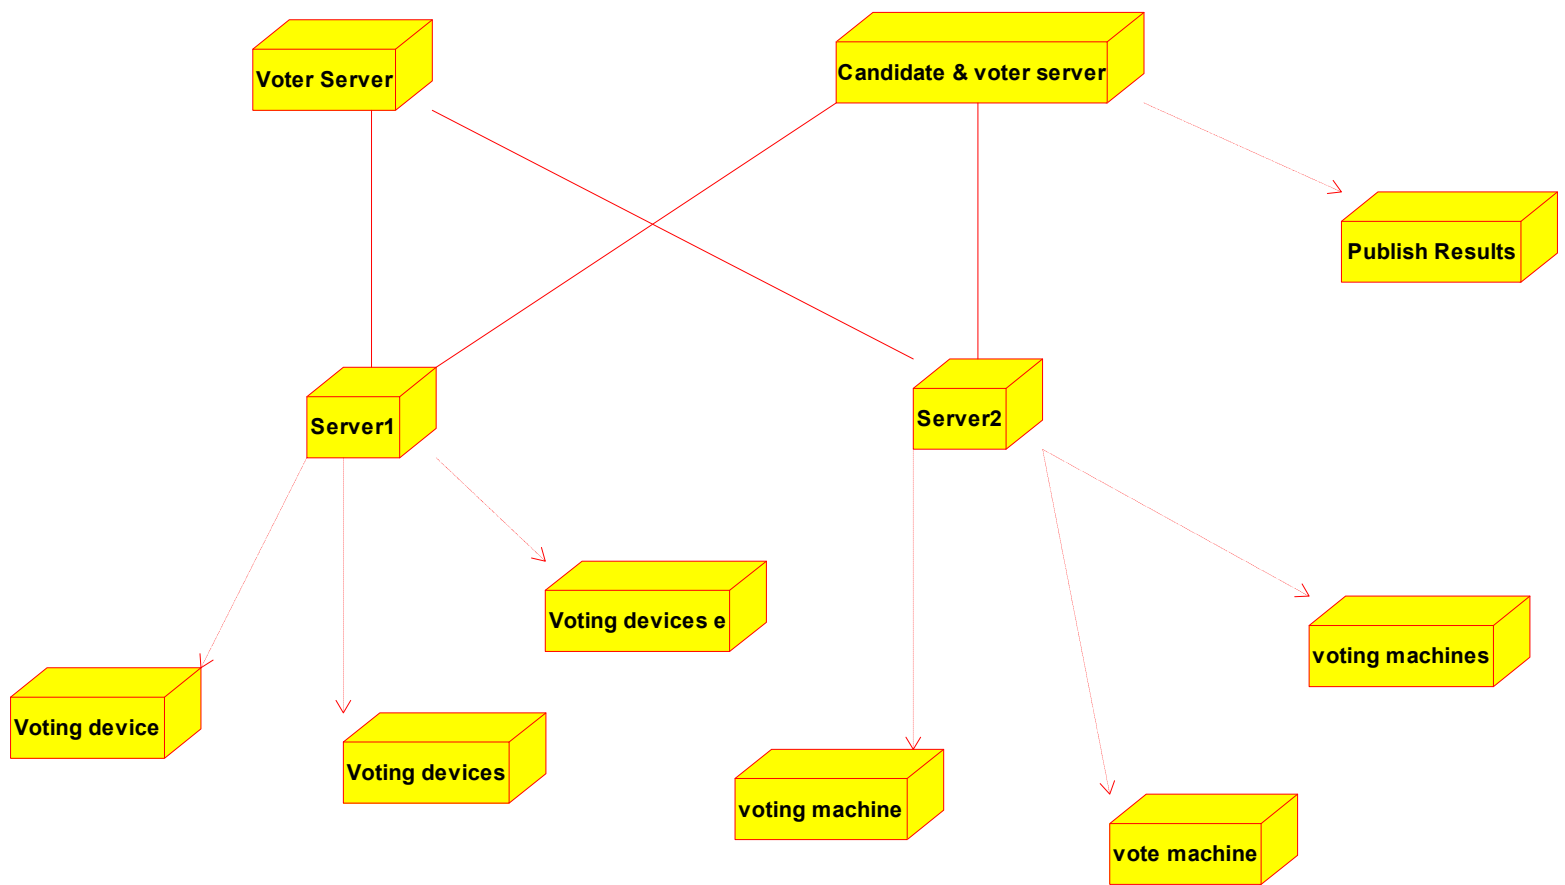 Voter Server
Candidate & voter server
Publish Results
Server1
Server2
Voting devices e
voting machines
Voting device
Voting devices
voting machine
vote machine